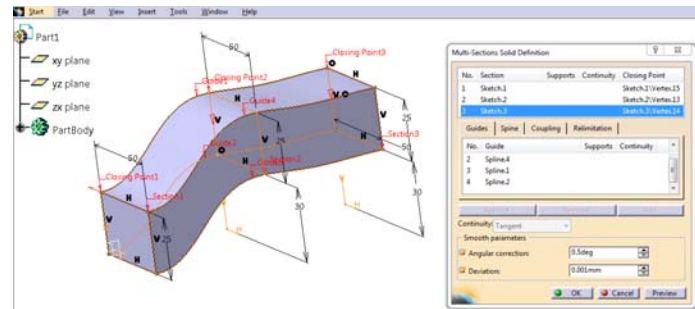 Start File Edit View Insert Tools Window Help
Part1
xy plane
yz plane
zx plane
PartBody
Closing Point3
50
Guide1
Closing Point2
Guide4
H
V
O
25
Section3
Guide2
Section2
30
30
50
Closing Point1
Section1
H
V
25
H
Multi-Sections Solid Definition
No. Section Supports Continuity Closing Point
1 Sketch.1 Sketch.1\Vertex.15
2 Sketch.2 Sketch.2\Vertex.13
3 Sketch.3 Sketch.3\Vertex.14
Guides Spine Coupling Relimitation
No. Guide Supports Continuity
2 Spline.4
3 Spline.1
4 Spline.2
Continuity: Tangent
Smooth parameters
Angular correction: 0.5deg
Deviation: 0.001mm
OK Cancel Preview